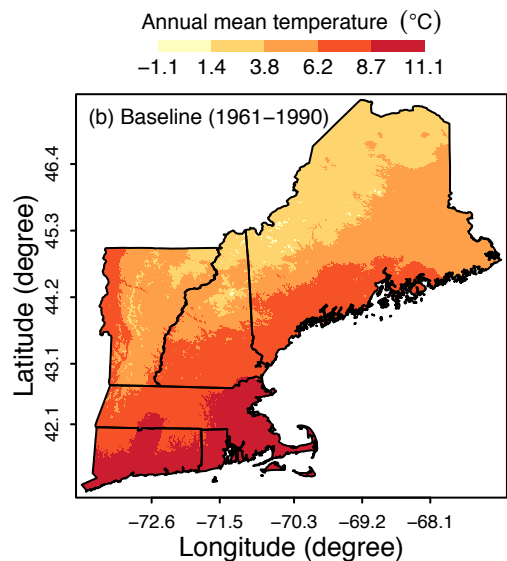 Annual mean temperature (°C)
−1.1 1.4 3.8 6.2 8.7 11.1
(b) Baseline (1961−1990)
46.4
45.3
44.2
43.1
42.1
Latitude (degree)
−72.6 −71.5 −70.3 −69.2 −68.1
Longitude (degree)